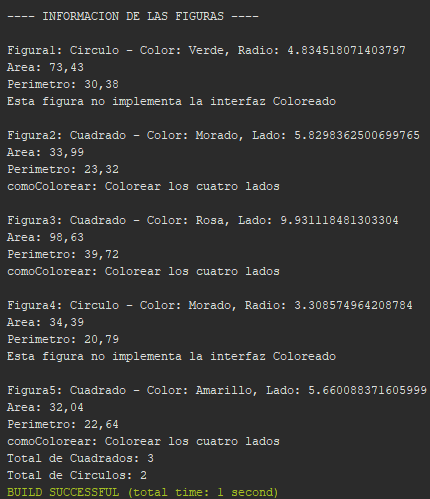 ---- INFORMACION DE LAS FIGURAS ----
Figura1: Circulo - Color: Verde, Radio: 4.834518071403797
Area: 73,43
Perimetro: 30,38
Esta figura no implementa la interfaz Coloreado
Figura2: Cuadrado - Color: Morado, Lado: 5.8298362500699765
Area: 33,99
Perimetro: 23,32
comoColorear: Colorear los cuatro lados
Figura3: Cuadrado - Color: Rosa, Lado: 9.931118481303304
Area: 98,63
Perimetro: 39,72
comoColorear: Colorear los cuatro lados
Figura4: Circulo - Color: Morado, Radio: 3.308574964208784
Area: 34,39
Perimetro: 20,79
Esta figura no implementa la interfaz Coloreado
Figura5: Cuadrado - Color: Amarillo, Lado: 5.660088371605999
Area: 32,04
Perimetro: 22,64
comoColorear: Colorear los cuatro lados
Total de Cuadrados: 3
Total de Circulos: 2
BUILD SUCCESSFUL (total time: 1 second)